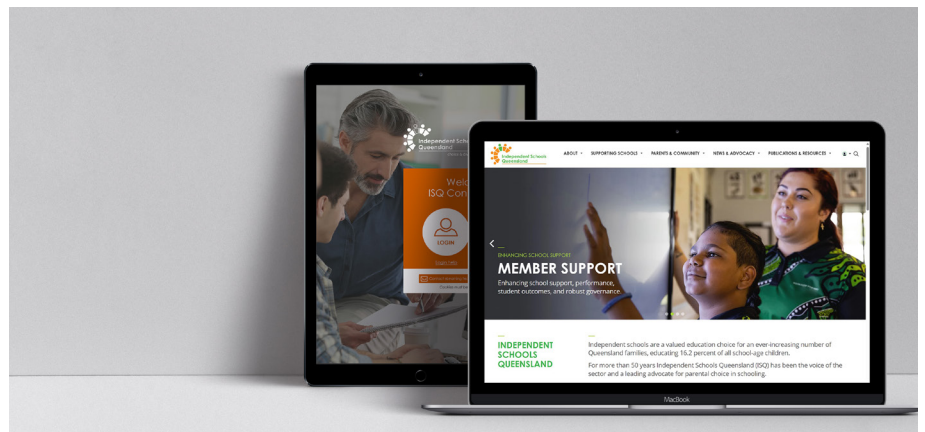 Independent
Queensland
ISQ
LOGIN
Independent Schools
Queensland
ABOUT
SUPPORTING SCHOOLS
PARENTS & COMMUNITY
NEWS & ADVOCACY
PUBLICATIONS & RESOURCES
ENHANCING SCHOOL SUPPORT
MEMBER SUPPORT
Enhancing school support, performance,
student outcomes, and robust governance.
INDEPENDENT
SCHOOLS
QUEENSLAND
Independent schools are a valued education choice for an ever-increasing number of
Queensland families, educating 16.2 percent of all school-age children.
For more than 50 years Independent Schools Queensland (ISQ) has been the voice of the
sector and a leading advocate for parental choice in schooling.
MacBook